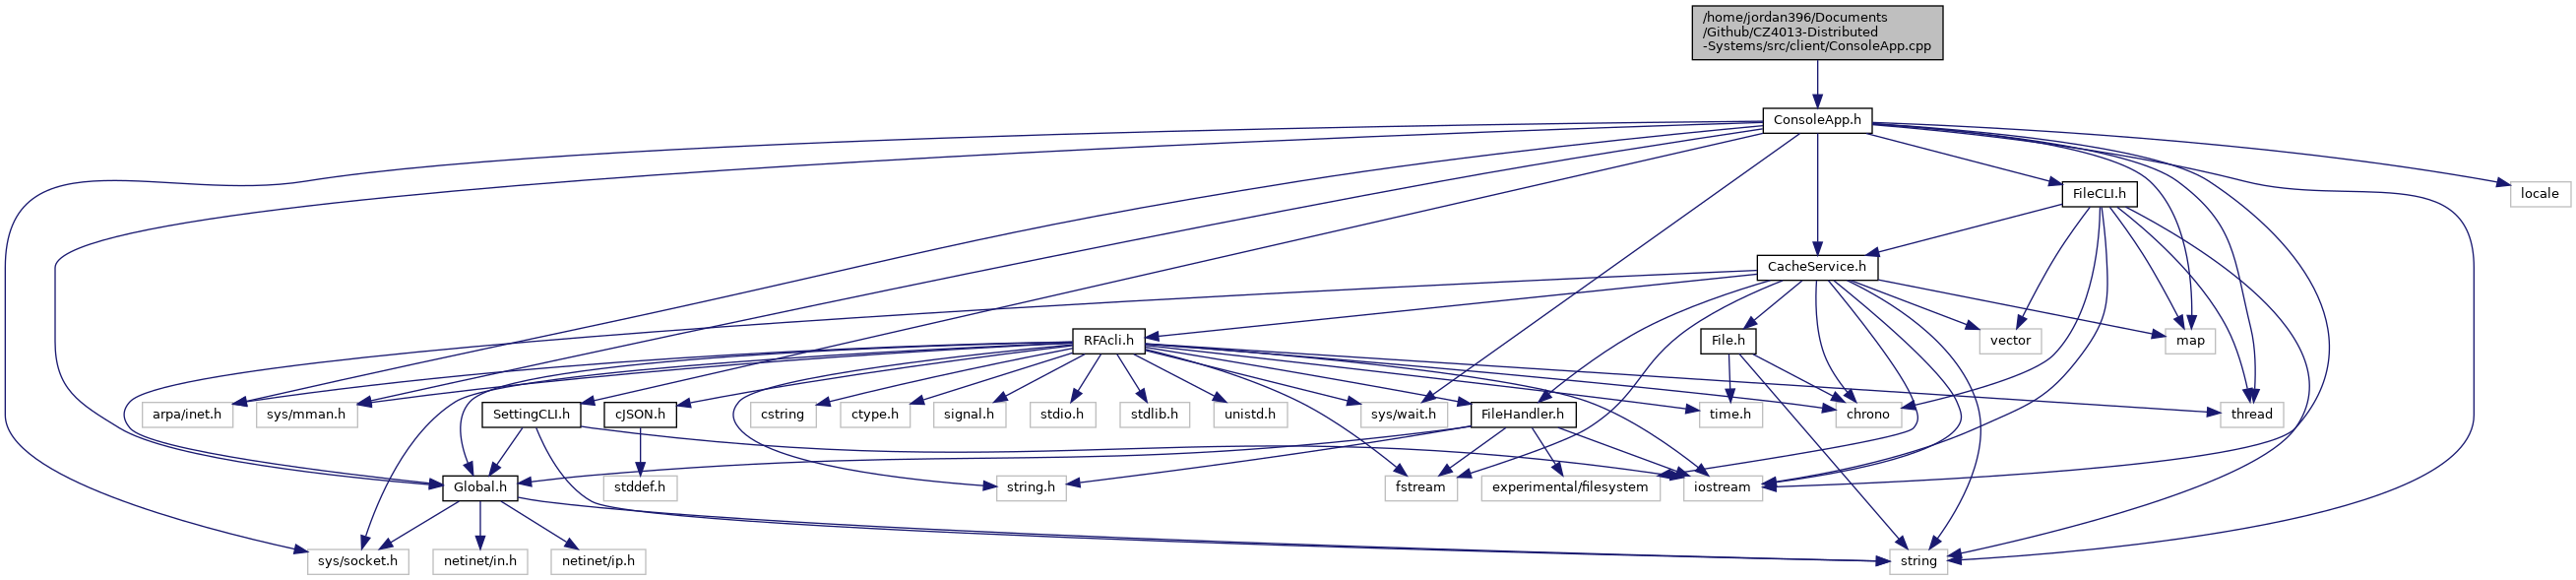 /home/jordan396/Documents
/Github/CZ4013-Distributed
-Systems/src/client/ConsoleApp.cpp
ConsoleApp.h
FileCLI.h
locale
CacheService.h
RFAcli.h
File.h
vector
map
arpa/inet.h
sys/mman.h
SettingCLI.h
cJSON.h
cstring
ctype.h
signal.h
stdio.h
stdlib.h
unistd.h
sys/wait.h
FileHandler.h
time.h
chrono
thread
Global.h
stddef.h
string.h
fstream
experimental/filesystem
iostream
sys/socket.h
netinet/in.h
netinet/ip.h
string